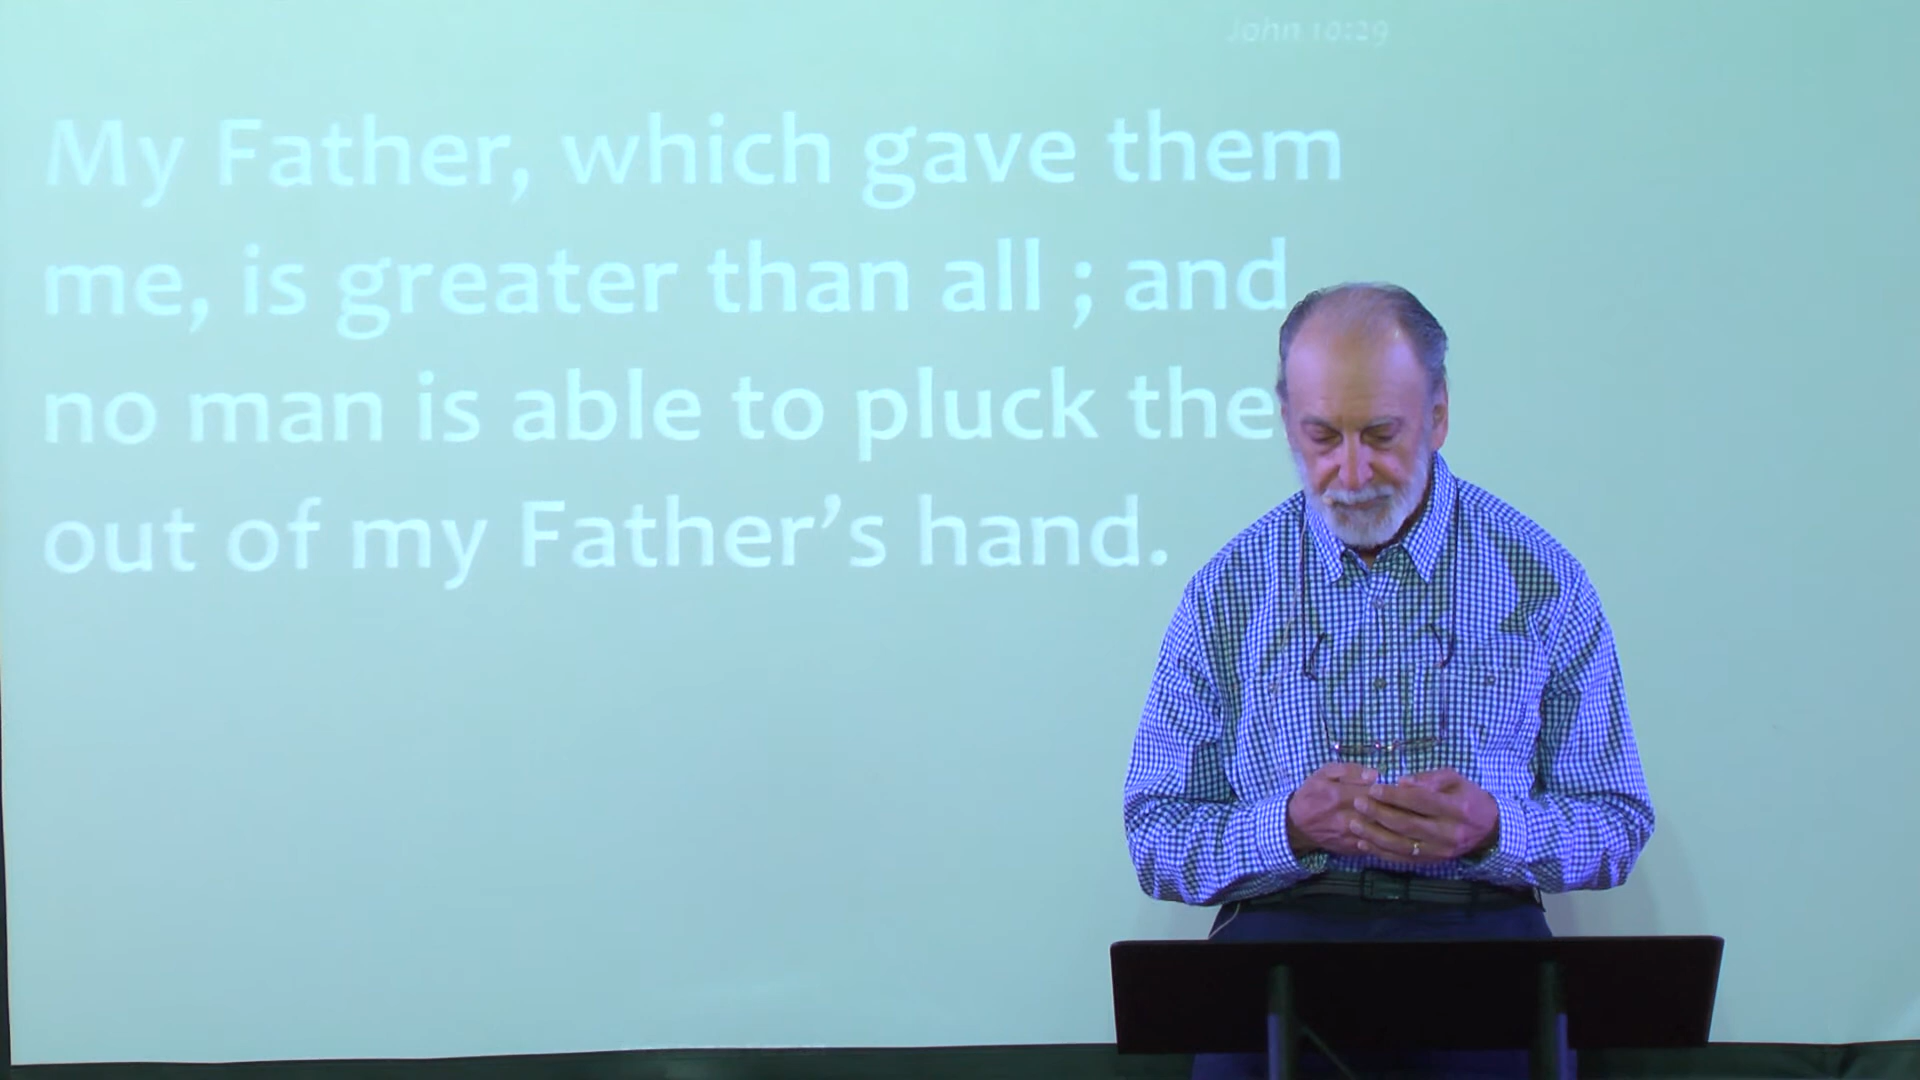 John 10:29
My Father, which gave them
me, is greater than all ; and
no man is able to pluck the
out of my Father's hand.